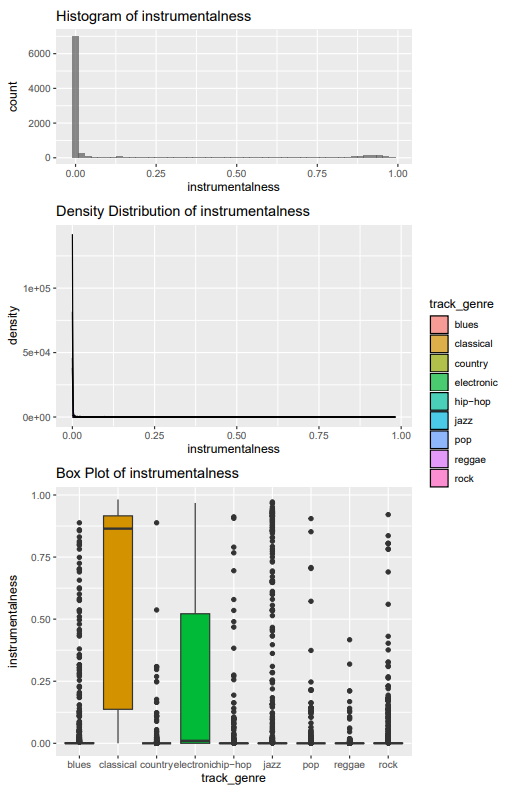 Histogram of instrumentalness
6000
4000
2000
0
count
0.00 0.25 0.50 0.75 1.00
instrumentalness
Density Distribution of instrumentalness
1e+05
5e+04
0e+00
density
0.00 0.25 0.50 0.75 1.00
instrumentalness
track_genre
blues
classical
country
electronic
hip−hop
jazz
pop
reggae
rock
Box Plot of instrumentalness
1.00
0.75
0.50
0.25
0.00
instrumentalness
blues classical country electronic hip−hop jazz pop reggae rock
track_genre